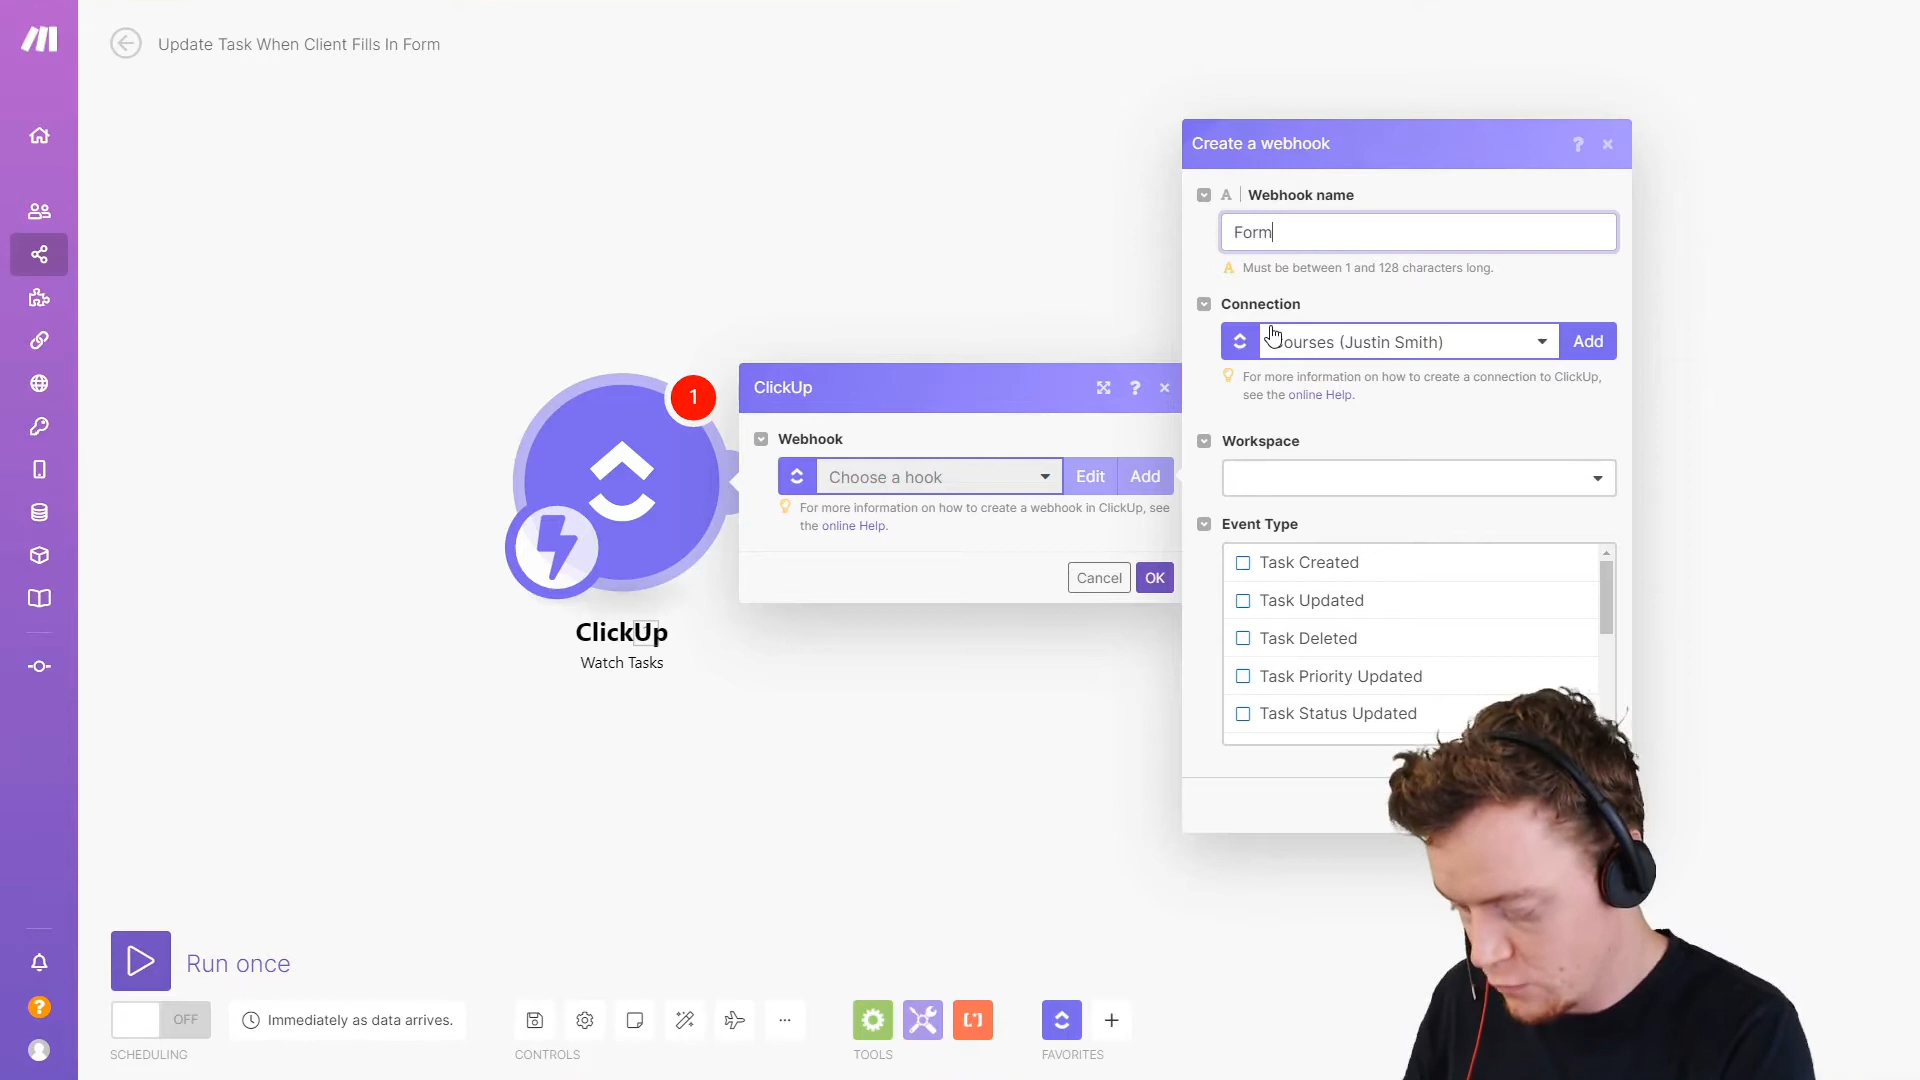 Update Task When Client Fills In Form
Create a webhook
?
×
A
Webhook name
Form
Must be between 1 and 128 characters long.
Connection
ourses (Justin Smith)
Add
For more information on how to create a connection to ClickUp,
see the online Help.
1
ClickUp
?
×
Webhook
Choose a hook
Edit
Add
For more information on how to create a webhook in ClickUp, see
the online Help.
Cancel
OK
Workspace
Event Type
Task Created
Task Updated
Task Deleted
Task Priority Updated
Task Status Updated
ClickUp
Watch Tasks
Run once
OFF
Immediately as data arrives.
SCHEDULING
CONTROLS
TOOLS
FAVORITES
?